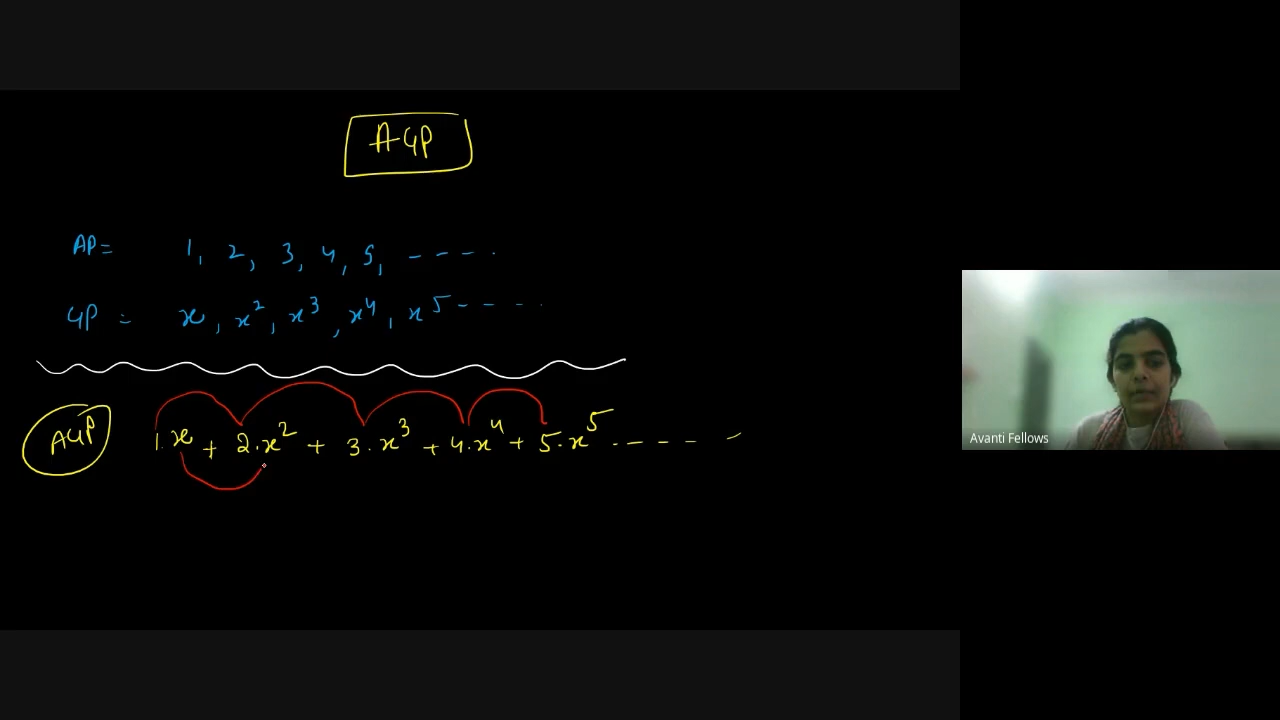 AGP
AP= 1, 2, 3, 4, 5, - - - - .
GP = x, x², x³, x⁴, x⁵ - - - - .
AGP 1.x + 2.x² + 3.x³ + 4.x⁴ + 5.x⁵ . - - - - -
Avanti Fellows